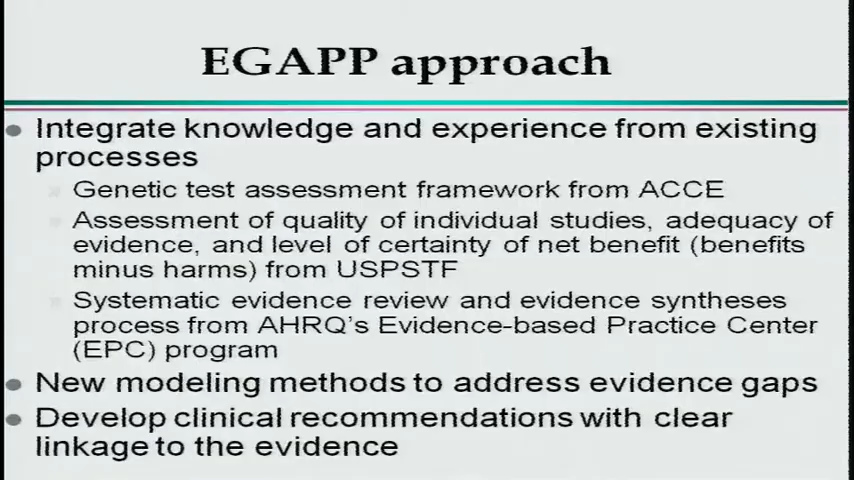 EGAPP approach
Integrate knowledge and experience from existing
processes
Genetic test assessment framework from ACCE
Assessment of quality of individual studies, adequacy of
evidence, and level of certainty of net benefit (benefits
minus harms) from USPSTF
Systematic evidence review and evidence syntheses
process from AHRQ's Evidence-based Practice Center
(EPC) program
New modeling methods to address evidence gaps
Develop clinical recommendations with clear
linkage to the evidence